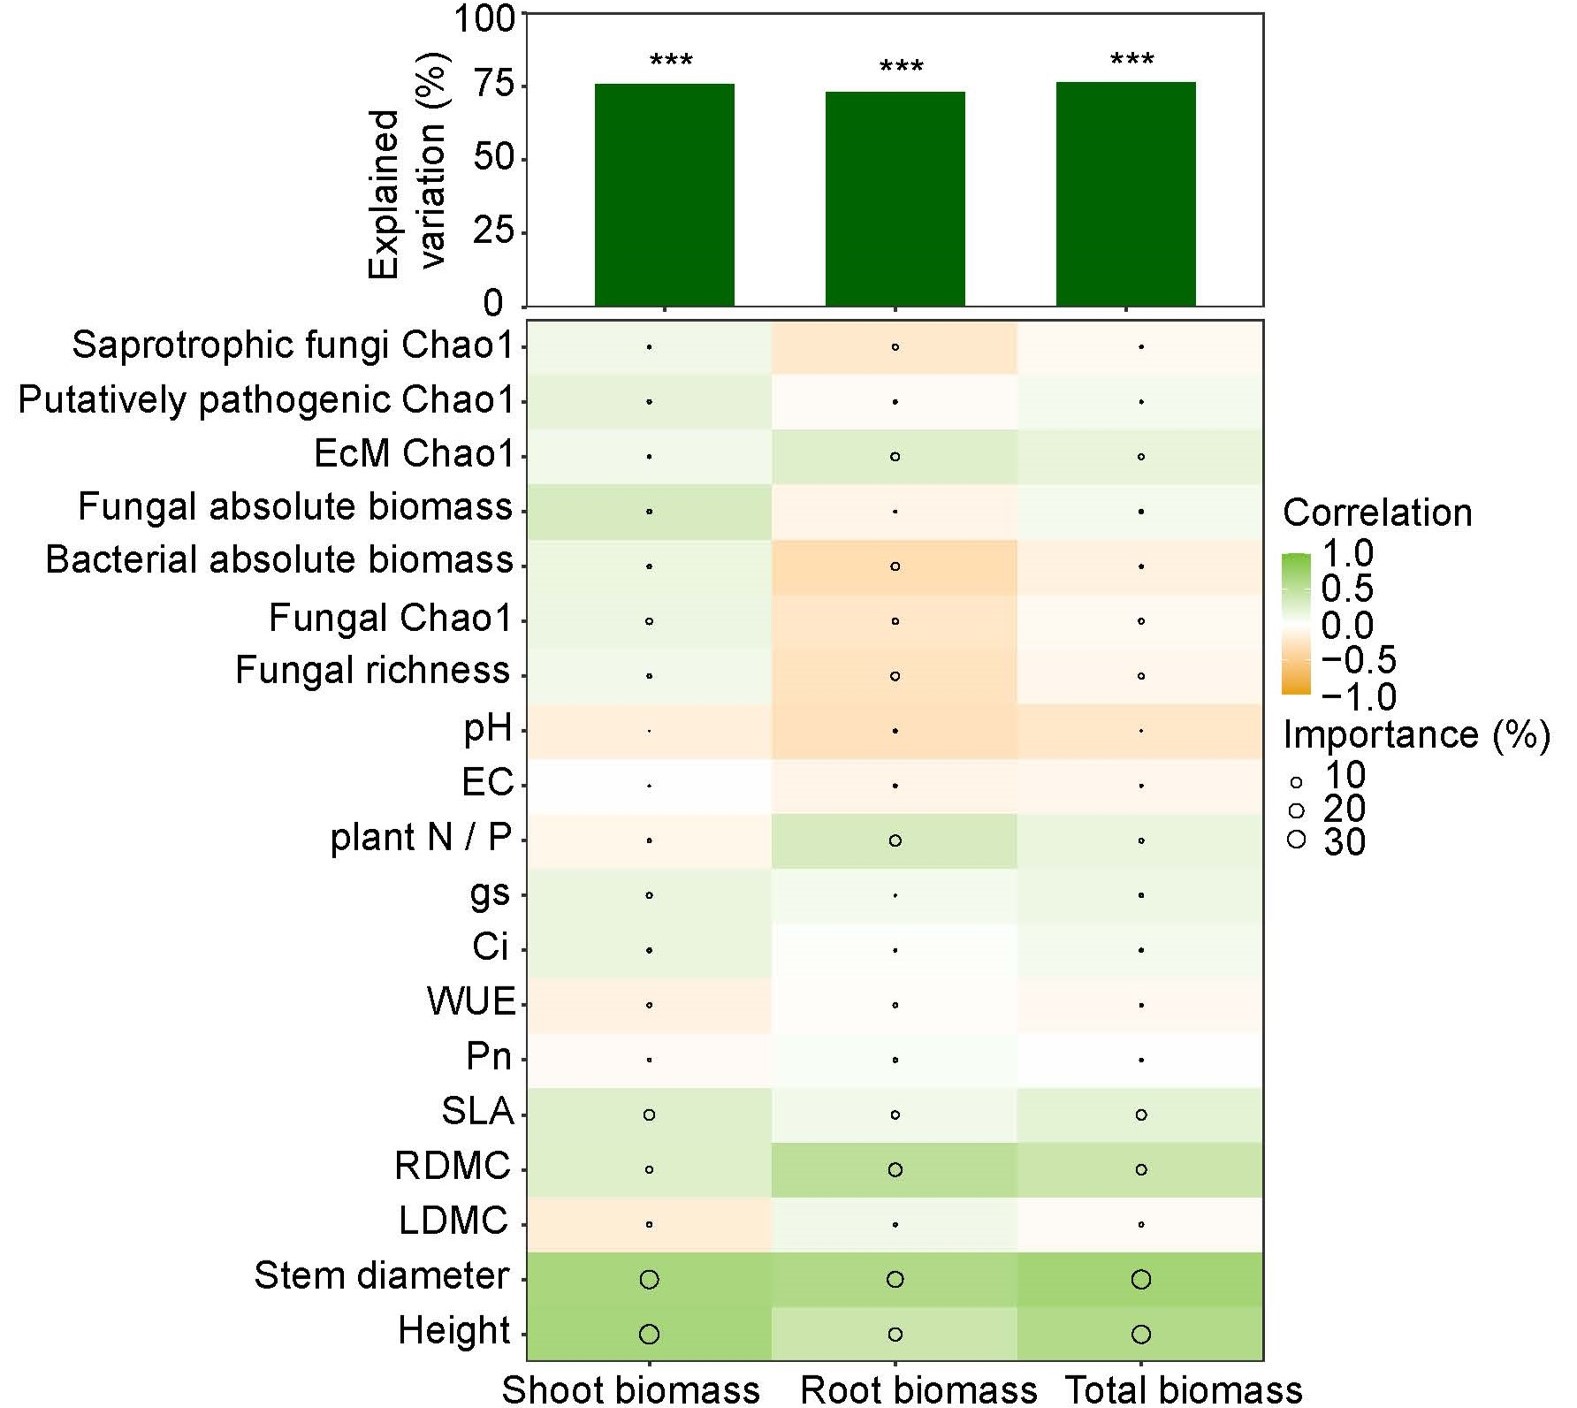 100
75
50
25
0
Explained
variation (%)
***
***
***
Saprotrophic fungi Chao1
Putatively pathogenic Chao1
EcM Chao1
Fungal absolute biomass
Bacterial absolute biomass
Fungal Chao1
Fungal richness
pH
EC
plant N / P
gs
Ci
WUE
Pn
SLA
RDMC
LDMC
Stem diameter
Height
Shoot biomass
Root biomass
Total biomass
Correlation
1.0
0.5
0.0
−0.5
−1.0
Importance (%)
10
20
30